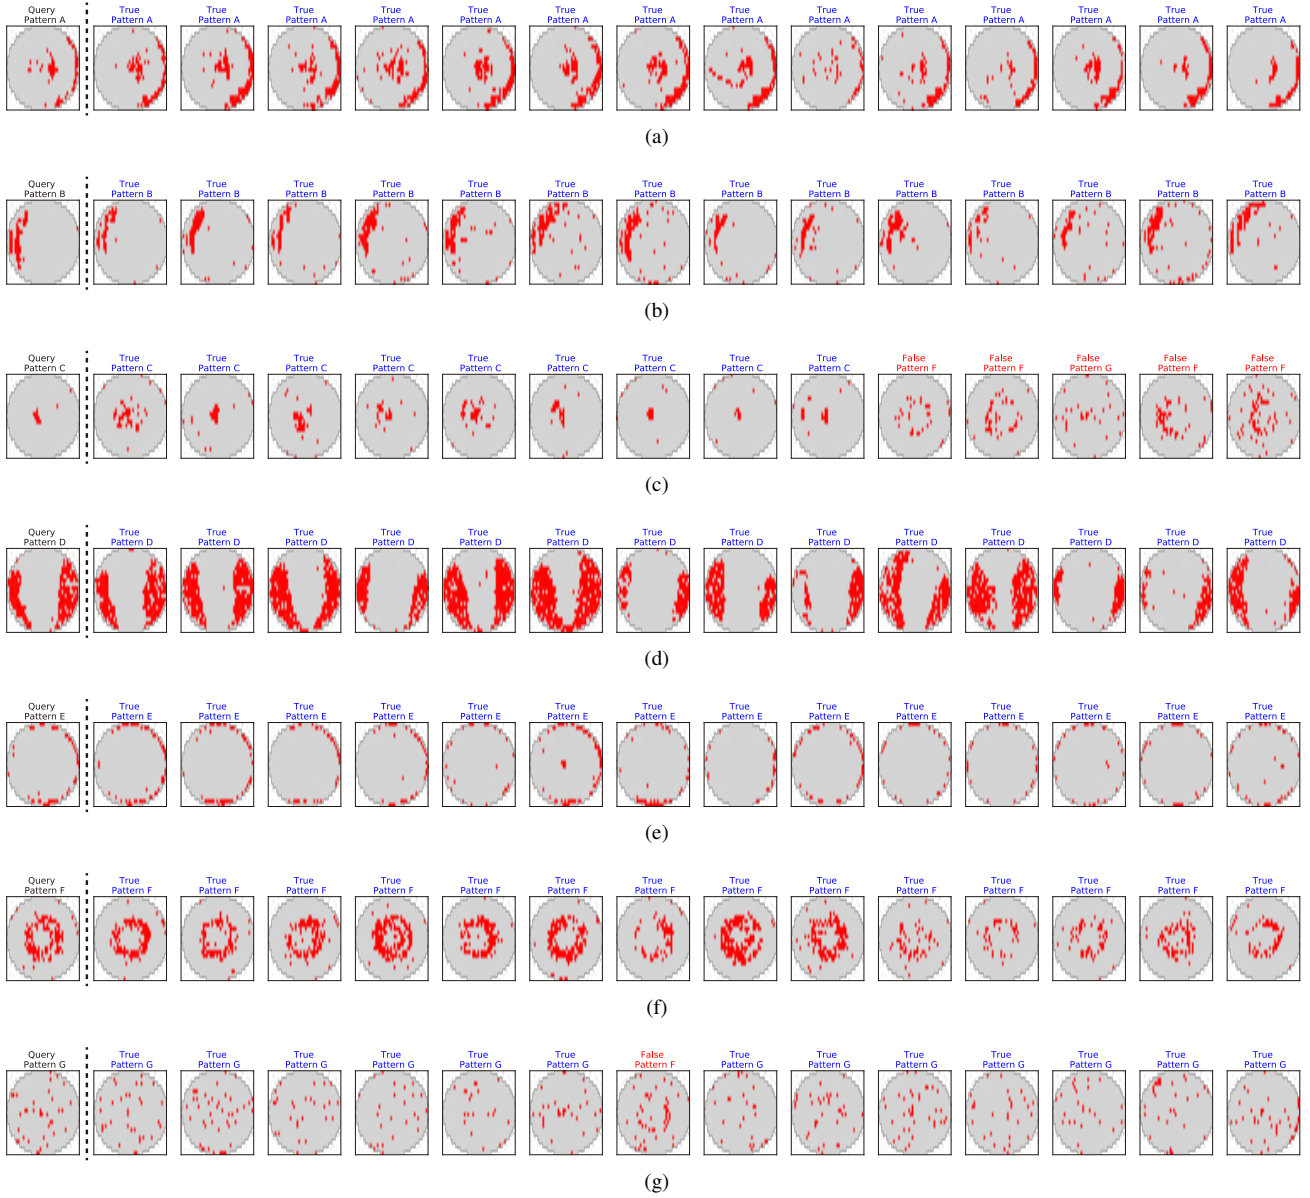 Query True True True True True True True True True True True True True True
Pattern A Pattern A Pattern A Pattern A Pattern A Pattern A Pattern A Pattern A Pattern A Pattern A Pattern A Pattern A Pattern A Pattern A Pattern A
(a)
Query True True True True True True True True True True True True True True
Pattern B Pattern B Pattern B Pattern B Pattern B Pattern B Pattern B Pattern B Pattern B Pattern B Pattern B Pattern B Pattern B Pattern B Pattern B
(b)
Query True True True True True True True True True False False False False False
Pattern C Pattern C Pattern C Pattern C Pattern C Pattern C Pattern C Pattern C Pattern C Pattern C Pattern F Pattern F Pattern G Pattern F Pattern F
(c)
Query True True True True True True True True True True True True True True
Pattern D Pattern D Pattern D Pattern D Pattern D Pattern D Pattern D Pattern D Pattern D Pattern D Pattern D Pattern D Pattern D Pattern D Pattern D
(d)
Query True True True True True True True True True True True True True True
Pattern E Pattern E Pattern E Pattern E Pattern E Pattern E Pattern E Pattern E Pattern E Pattern E Pattern E Pattern E Pattern E Pattern E Pattern E
(e)
Query True True True True True True True True True True True True True True
Pattern F Pattern F Pattern F Pattern F Pattern F Pattern F Pattern F Pattern F Pattern F Pattern F Pattern F Pattern F Pattern F Pattern F Pattern F
(f)
Query True True True True True True False True True True True True True True
Pattern G Pattern G Pattern G Pattern G Pattern G Pattern G Pattern G Pattern F Pattern G Pattern G Pattern G Pattern G Pattern G Pattern G Pattern G
(g)